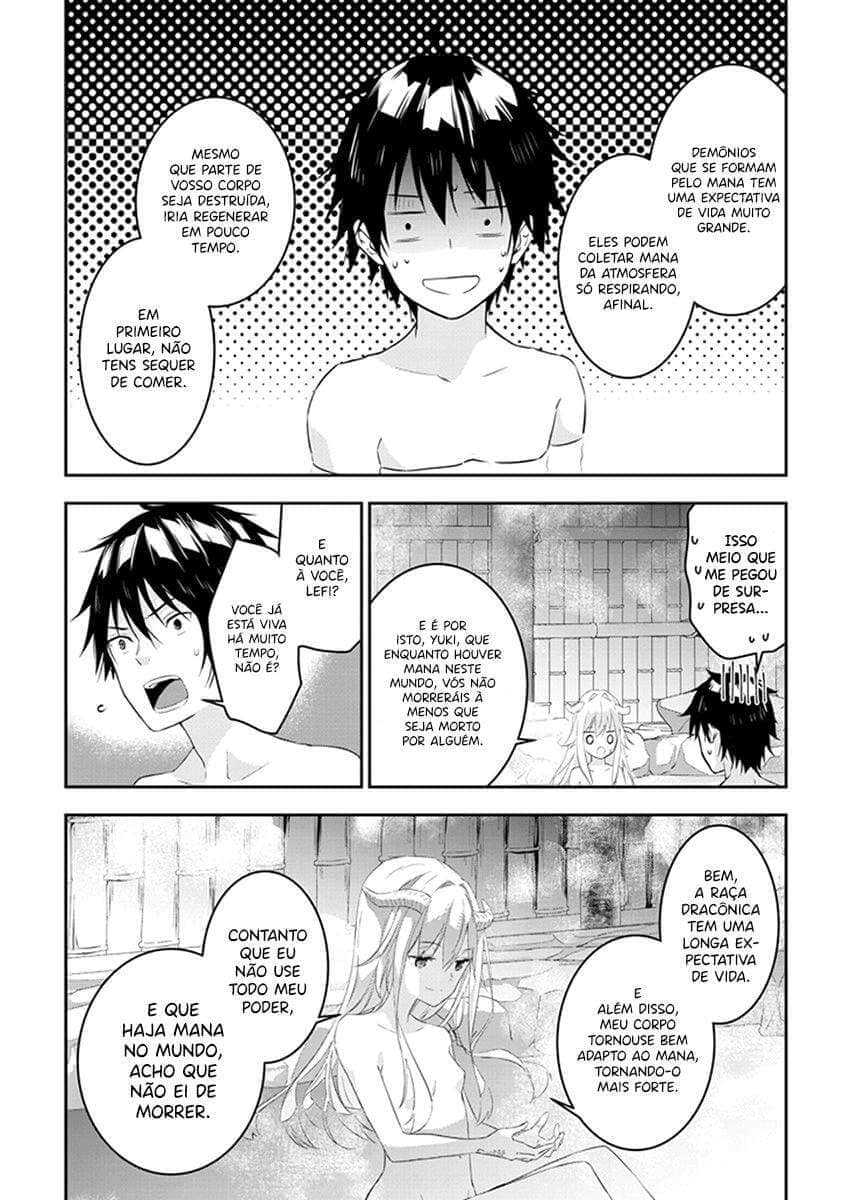 DEMÔNIOS
QUE SE FORMAM
PELO MANA TEM
UMA EXPECTATIVA
DE VIDA MUITO
GRANDE.
ELES PODEM
COLETAR MANA
DA ATMOSFERA
SÓ RESPIRANDO,
AFINAL.
MESMO
QUE PARTE DE
VOSSO CORPO
SEJA DESTRUÍDA,
IRIA REGENERAR
EM POUCO
TEMPO.
EM
PRIMEIRO
LUGAR, NÃO
TENS SEQUER
DE COMER.
ISSO
MEIO QUE
ME PEGOU
DE SUR-
PRESA...
E É POR
ISTO, YUKI, QUE
ENQUANTO HOUVER
MANA NESTE
MUNDO, VÓS NÃO
MORRERÁIS À
MENOS QUE
SEJA MORTO
POR ALGUÉM.
E
QUANTO
À VOCÊ,
LEFI?
VOCÊ JÁ
ESTÁ VIVA
HÁ MUITO
TEMPO,
NÃO É?
BEM,
A RAÇA
DRACÔNICA
TEM UMA
LONGA EX-
PECTATIVA
DE VIDA.
E
ALÉM DISSO,
MEU CORPO
TORNOUSE BEM
ADAPTO AO MANA,
TORNANDO-O
MAIS FORTE.
CONTANTO
QUE EU
NÃO USE
TODO MEU
PODER,
E QUE
HAJA MANA
NO MUNDO,
ACHO QUE
NÃO EI DE
MORRER.